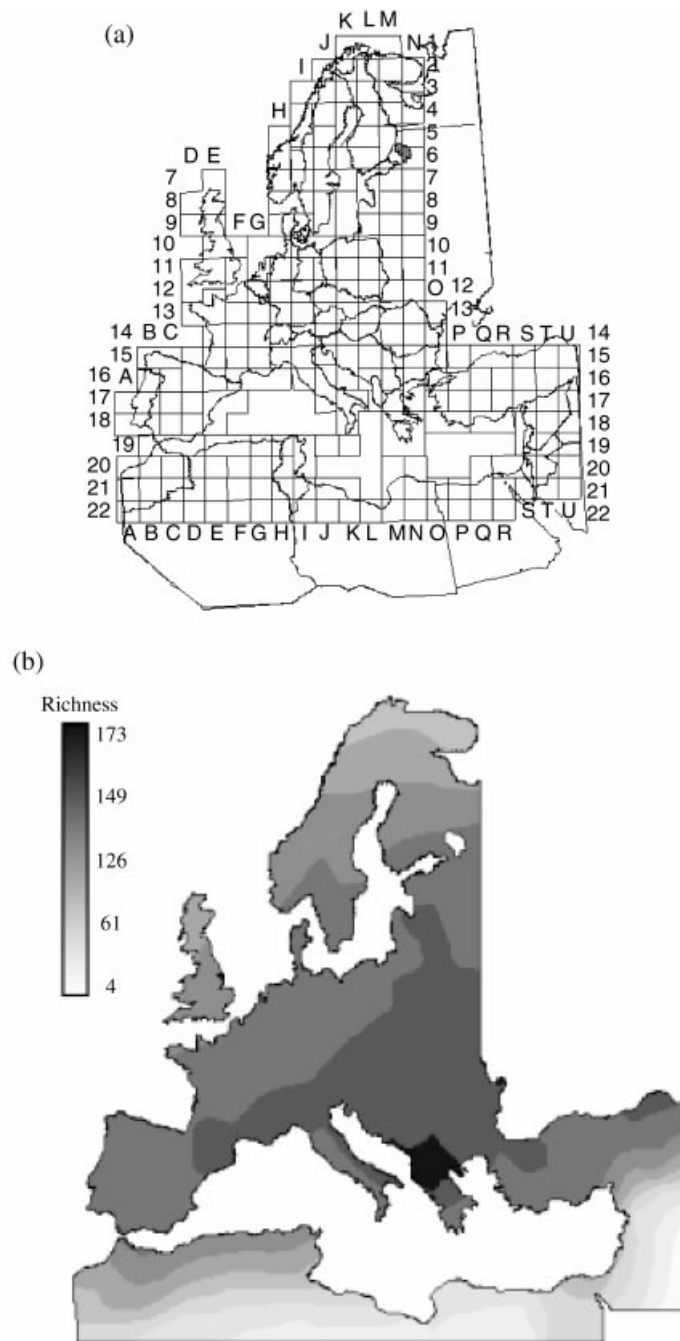 (a)
K L M
J N 1
I 2
3
H 4
5
6
D E
7 7
8 8
9 F G 9
10 10
11 11
12 O 12
13 13
14 B C P Q R S T U 14
15 15
16 A 16
17 17
18 18
19 19
20 20
21 21
22 S T U 22
A B C D E F G H I J K L M N O P Q R
(b)
Richness
173
149
126
61
4